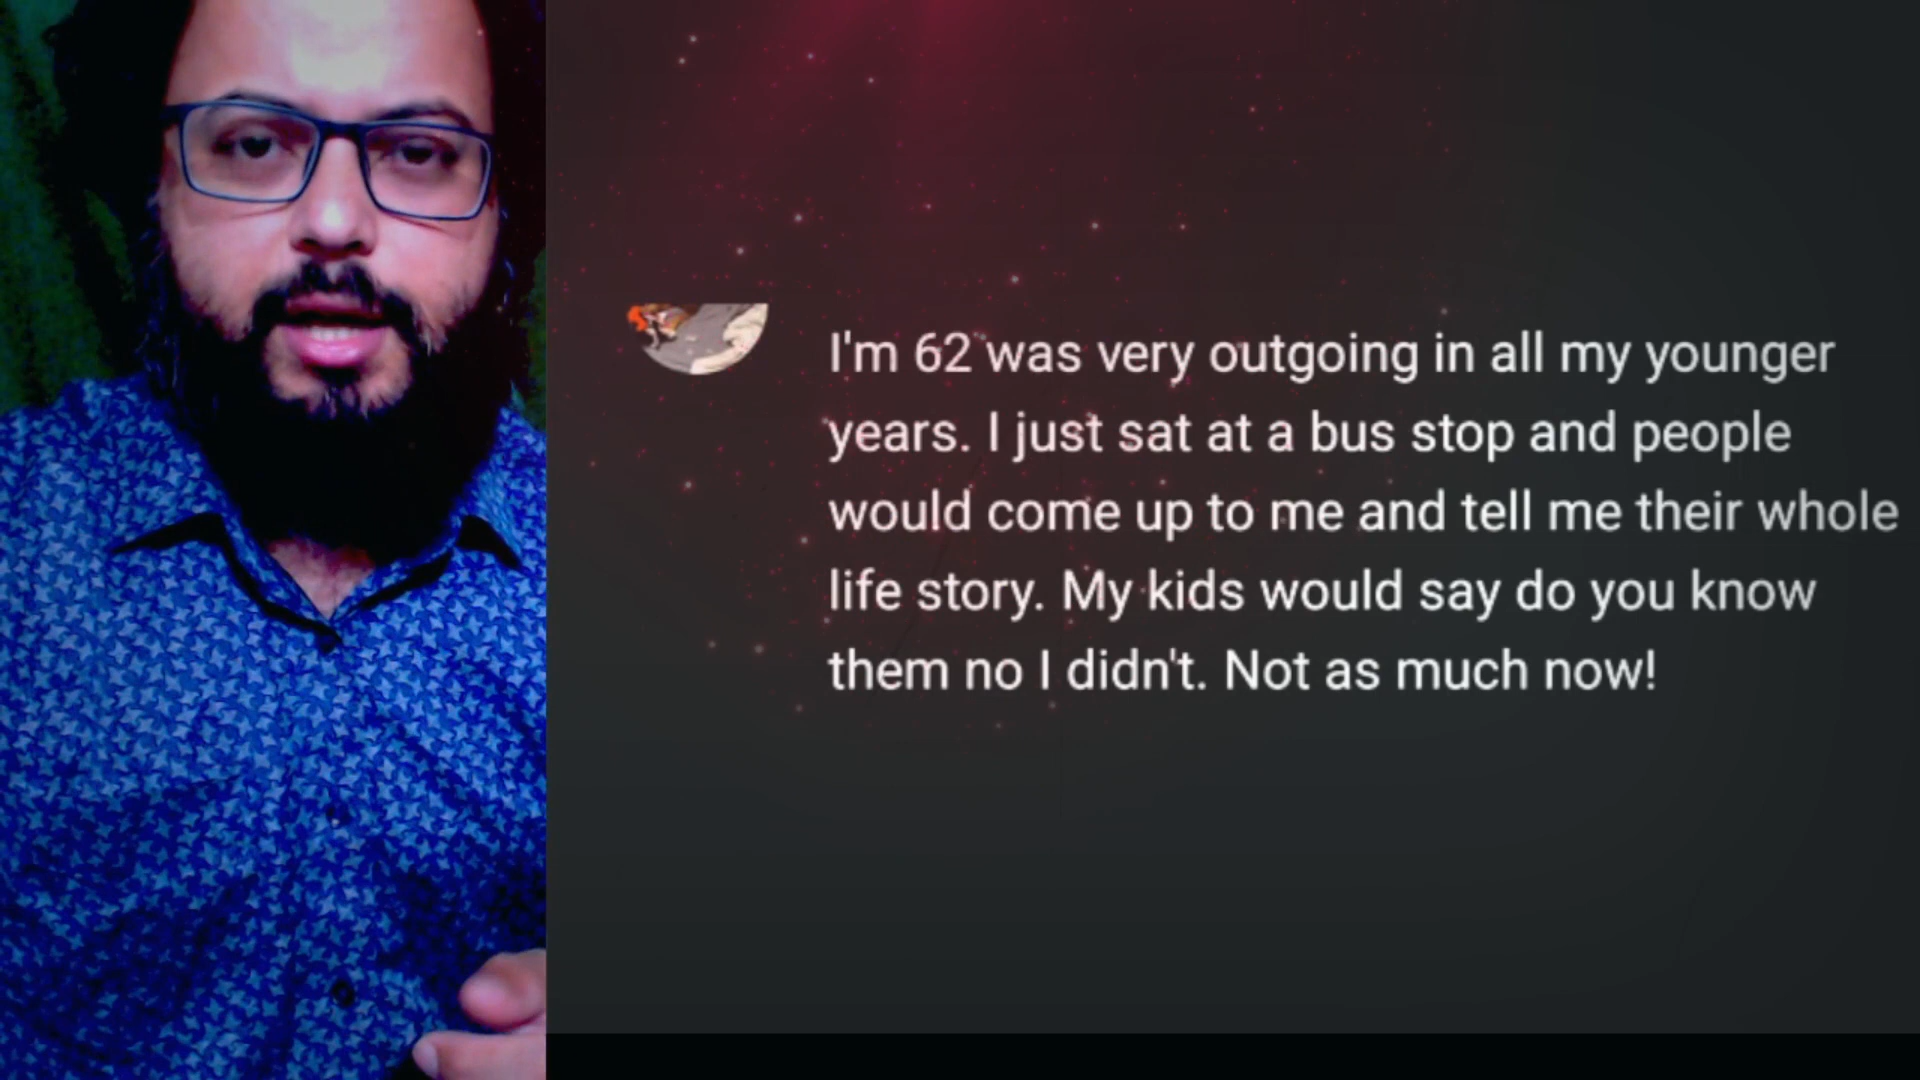 I'm 62 was very outgoing in all my younger
years. I just sat at a bus stop and people
would come up to me and tell me their whole
life story. My kids would say do you know
them no I didn't. Not as much now!